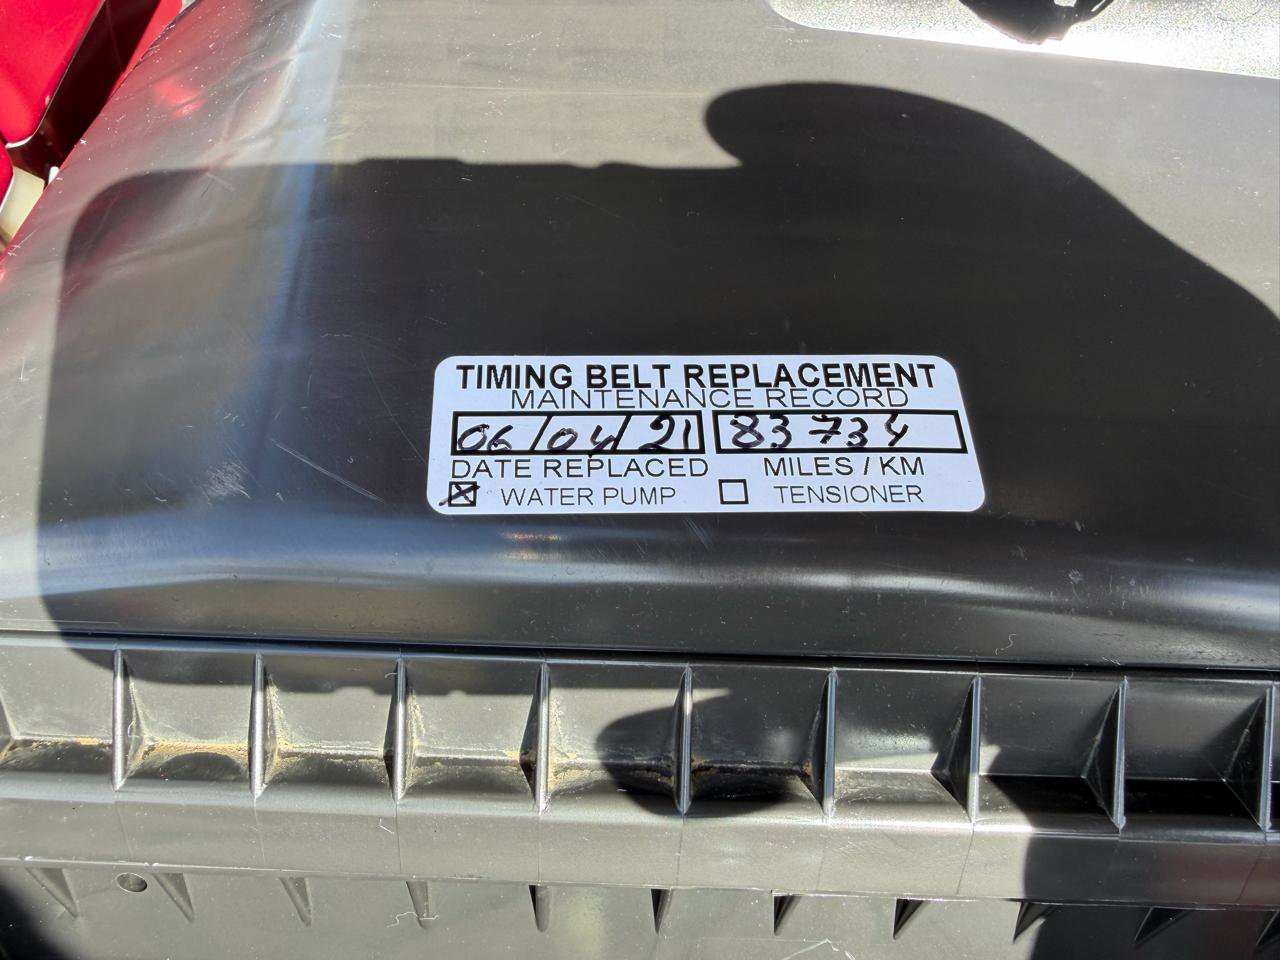 TIMING BELT REPLACEMENT
MAINTENANCE RECORD
06/04/21 83734
DATE REPLACED MILES / KM
WATER PUMP TENSIONER